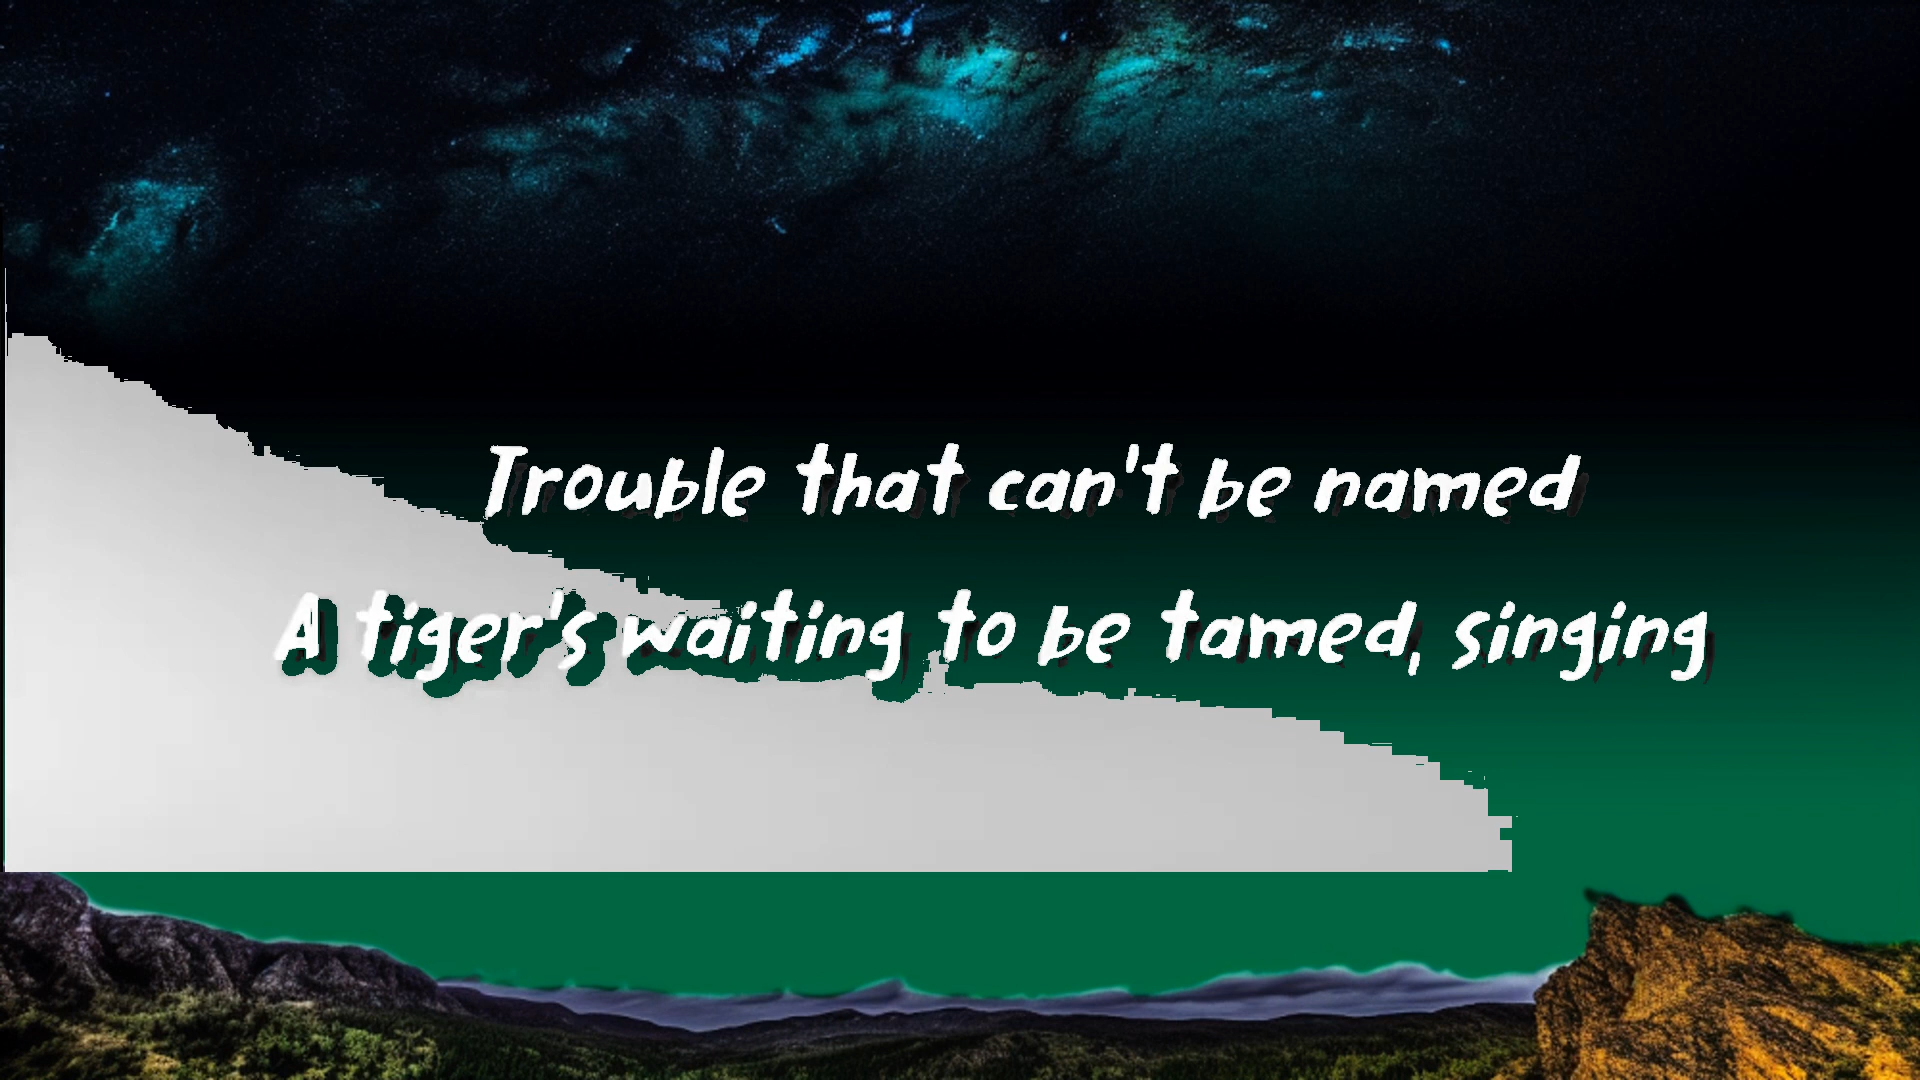 Trouble that can't be named
A tiger's waiting to be tamed, singing